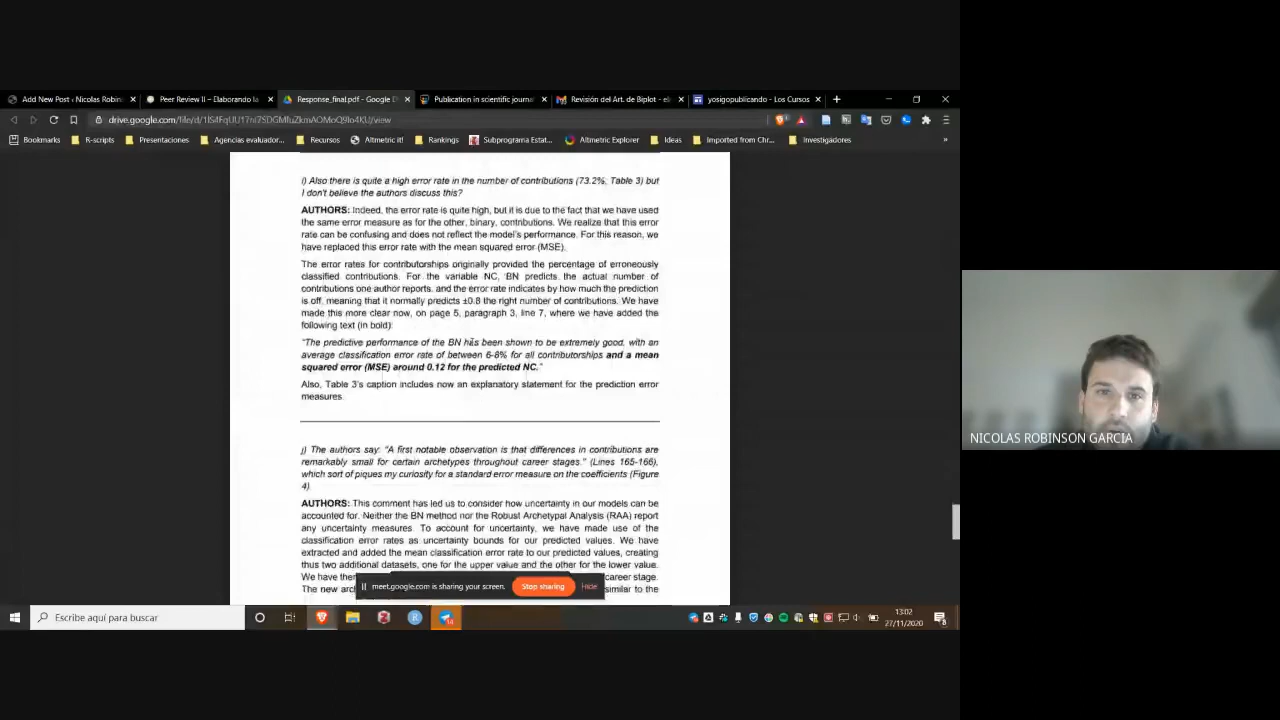 Add New Post ‹ Nicolas Robin
Peer Review II – Elaborando la
Response_final.pdf - Google D
Publication in scientific journa
Revisión del Art. de Biplot - el
yosigopublicando - Los Cursos
drive.google.com
Bookmarks
R-scripts
Presentaciones
Agencias evaluador...
Recursos
Altmetric it!
Rankings
Subprograma Estat...
Altmetric Explorer
Ideas
Imported from Chr...
Investigadores
i) Also there is quite a high error rate in the number of contributions (73.2%, Table 3) but
I don't believe the authors discuss this?
AUTHORS: Indeed, the error rate is quite high, but it is due to the fact that we have used
the same error measure as for the other, binary, contributions. We realize that this error
rate can be confusing and does not reflect the model's performance. For this reason, we
have replaced this error rate with the mean squared error (MSE).
The error rates for contributorships originally provided the percentage of erroneously
classified contributions. For the variable NC, BN predicts the actual number of
contributions one author reports, and the error rate indicates by how much the prediction
is off, meaning that it normally predicts ±0.8 the right number of contributions. We have
made this more clear now, on page 5, paragraph 3, line 7, where we have added the
following text (in bold):
"The predictive performance of the BN has been shown to be extremely good, with an
average classification error rate of between 6-8% for all contributorships and a mean
squared error (MSE) around 0.12 for the predicted NC."
Also, Table 3's caption includes now an explanatory statement for the prediction error
measures.
j) The authors say: "A first notable observation is that differences in contributions are
remarkably small for certain archetypes throughout career stages." (Lines 165-166),
which sort of piques my curiosity for a standard error measure on the coefficients (Figure
4)
AUTHORS: This comment has led us to consider how uncertainty in our models can be
accounted for. Neither the BN method nor the Robust Archetypal Analysis (RAA) report
any uncertainty measures. To account for uncertainty, we have made use of the
classification error rates as uncertainty bounds for our predicted values. We have
extracted and added the mean classification error rate to our predicted values, creating
thus two additional datasets, one for the upper value and the other for the lower value.
We have career stage.
The new similar to the
meet.google.com is sharing your screen.
Stop sharing
Hide
NICOLAS ROBINSON GARCIA
Escribe aquí para buscar
13:02
27/11/2020